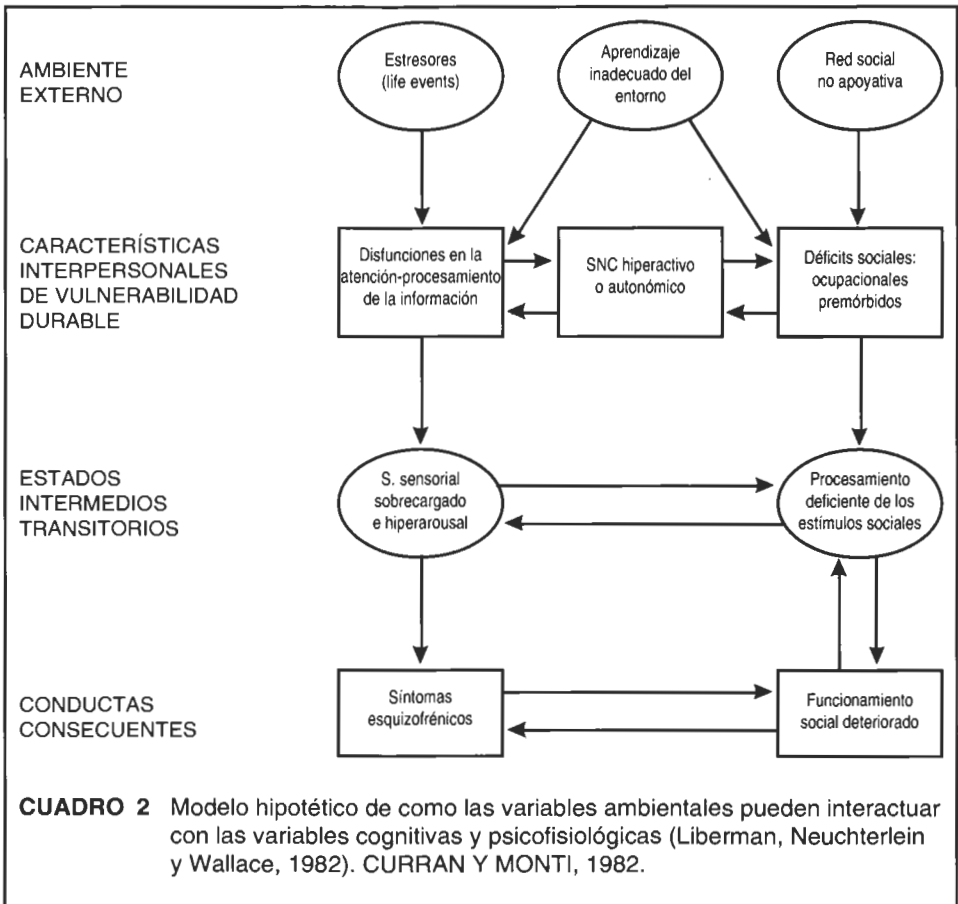 AMBIENTE
EXTERNO
Estresores
(life events)
Aprendizaje
inadecuado del
entorno
Red social
no apoyativa
CARACTERÍSTICAS
INTERPERSONALES
DE VULNERABILIDAD
DURABLE
Disfunciones en la
atención-procesamiento
de la información
SNC hiperactivo
o autonómico
Déficits sociales:
ocupacionales
premórbidos
ESTADOS
INTERMEDIOS
TRANSITORIOS
S. sensorial
sobrecargado
e hiperarousal
Procesamiento
deficiente de los
estímulos sociales
CONDUCTAS
CONSECUENTES
Síntomas
esquizofrénicos
Funcionamiento
social deteriorado
CUADRO 2 Modelo hipotético de como las variables ambientales pueden interactuar
con las variables cognitivas y psicofisiológicas (Liberman, Neuchterlein
y Wallace, 1982). CURRAN Y MONTI, 1982.